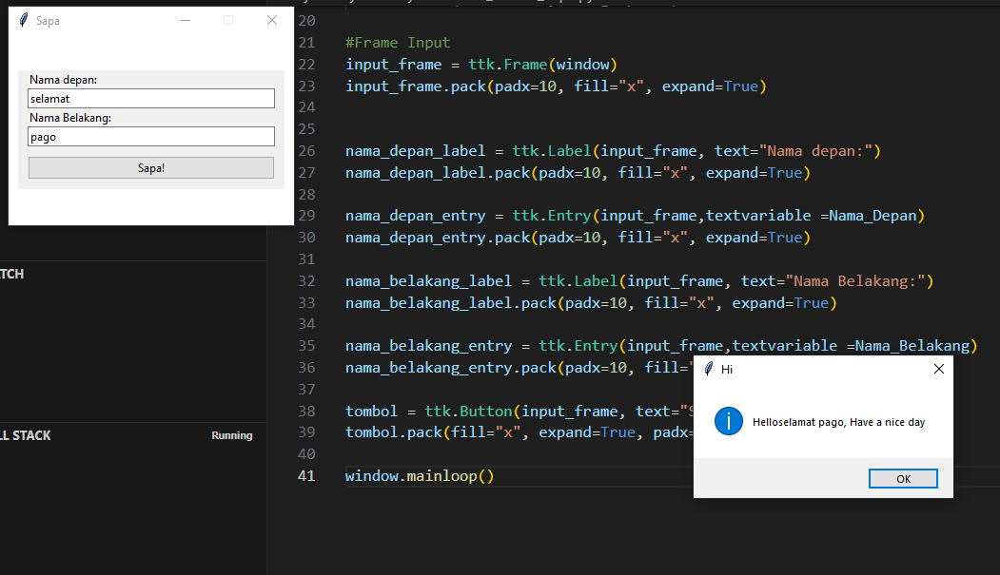 Sapa
Nama depan:
selamat
Nama Belakang:
pago
Sapa!
TCH
LL STACK
Running
20
21 #Frame Input
22 input_frame = ttk.Frame(window)
23 input_frame.pack(padx=10, fill="x", expand=True)
24
25
26 nama_depan_label = ttk.Label(input_frame, text="Nama depan:")
27 nama_depan_label.pack(padx=10, fill="x", expand=True)
28
29 nama_depan_entry = ttk.Entry(input_frame,textvariable =Nama_Depan)
30 nama_depan_entry.pack(padx=10, fill="x", expand=True)
31
32 nama_belakang_label = ttk.Label(input_frame, text="Nama Belakang:")
33 nama_belakang_label.pack(padx=10, fill="x", expand=True)
34
35 nama_belakang_entry = ttk.Entry(input_frame,textvariable =Nama_Belakang)
36 nama_belakang_entry.pack(padx=10, fill="
37
38 tombol = ttk.Button(input_frame, text="S
39 tombol.pack(fill="x", expand=True, padx=
40
41 window.mainloop()
Hi
Helloselamat pago, Have a nice day
OK